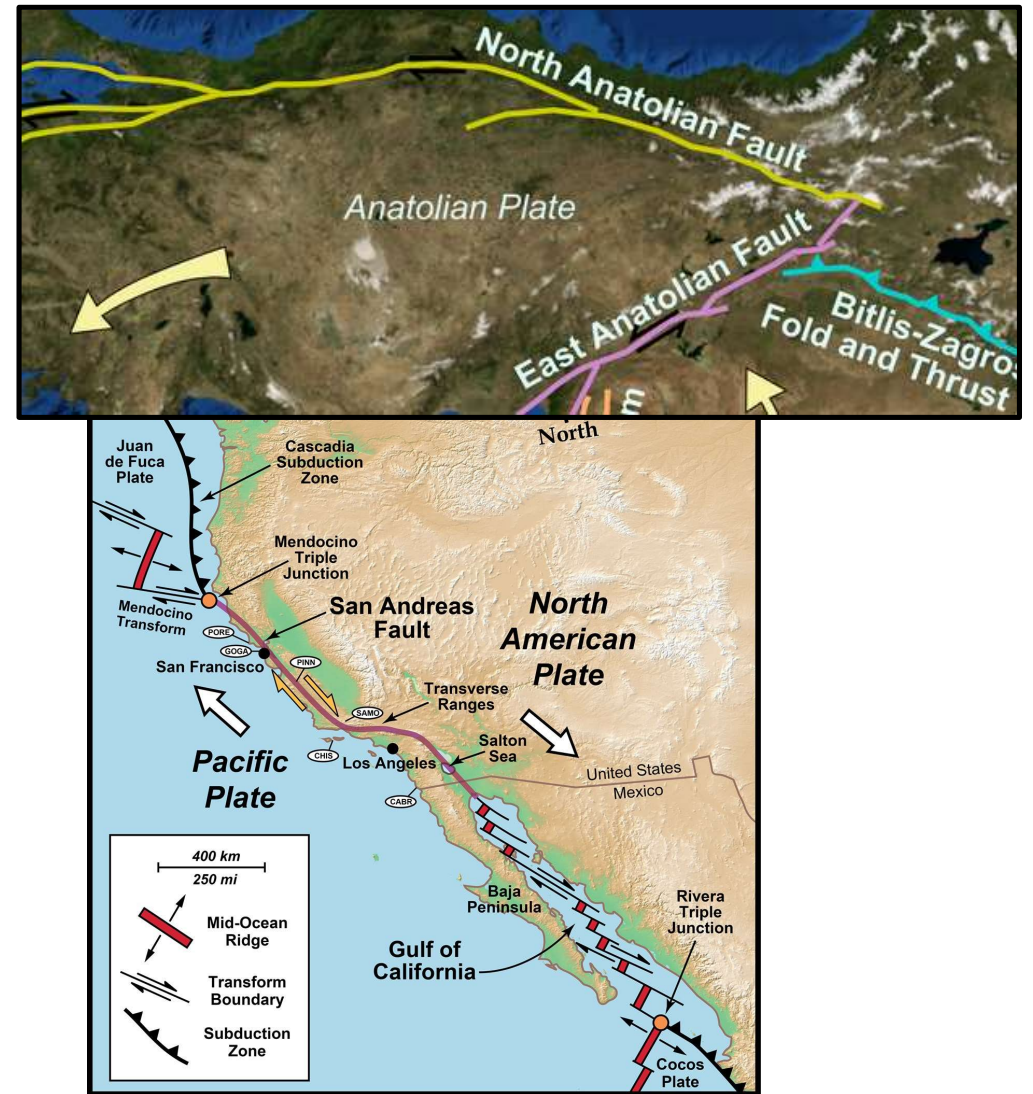 North Anatolian Fault
Anatolian Plate
East Anatolian Fault
Bitlis-Zagros
Fold and Thrust
m
North
Juan
de Fuca
Plate
Cascadia
Subduction
Zone
Mendocino
Triple
Junction
Mendocino
Transform
San Andreas
Fault
North
American
Plate
PORE
GOGA
San Francisco
PINN
SAMO
Transverse
Ranges
CHIS
Los Angeles
Salton
Sea
Pacific
Plate
CABR
United States
Mexico
400 km
250 mi
Mid-Ocean
Ridge
Transform
Boundary
Subduction
Zone
Baja
Peninsula
Gulf of
California
Rivera
Triple
Junction
Cocos
Plate